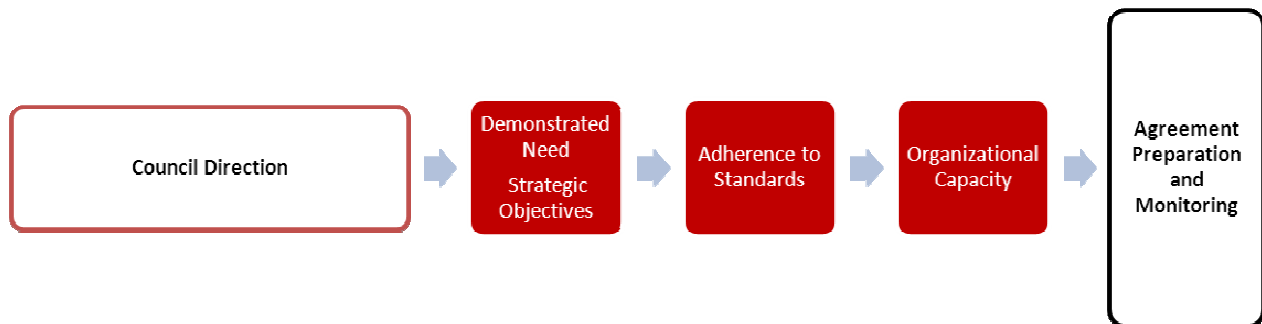 Council Direction
Demonstrated
Need
Strategic
Objectives
Adherence to
Standards
Organizational
Capacity
Agreement
Preparation
and
Monitoring